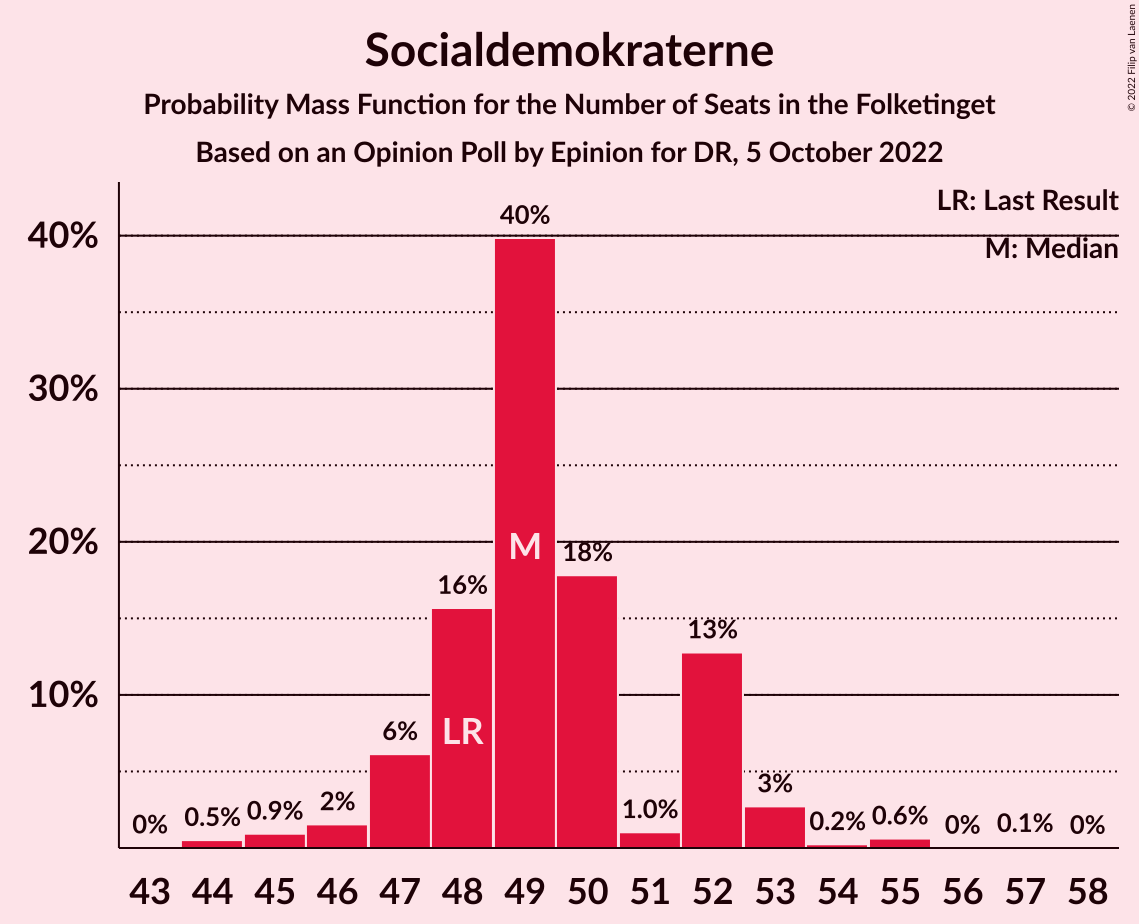 Socialdemokraterne
Probability Mass Function for the Number of Seats in the Folketinget
Based on an Opinion Poll by Epinion for DR, 5 October 2022
© 2022 Filip van Laenen
LR: Last Result
M: Median
40%
30%
20%
10%
0%
0.5%
0.9%
2%
6%
16%
40%
18%
1.0%
13%
3%
0.2%
0.6%
0%
0.1%
0%
LR
M
43 44 45 46 47 48 49 50 51 52 53 54 55 56 57 58